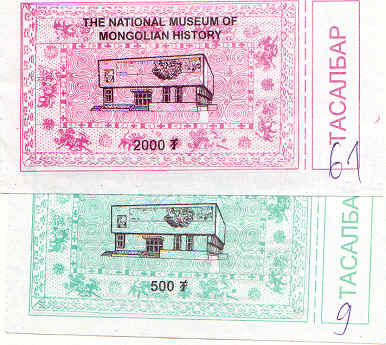 THE NATIONAL MUSEUM OF
MONGOLIAN HISTORY
2000 ₮
ТАСАЛБАР
61
500 ₮
ТАСАЛБА
9